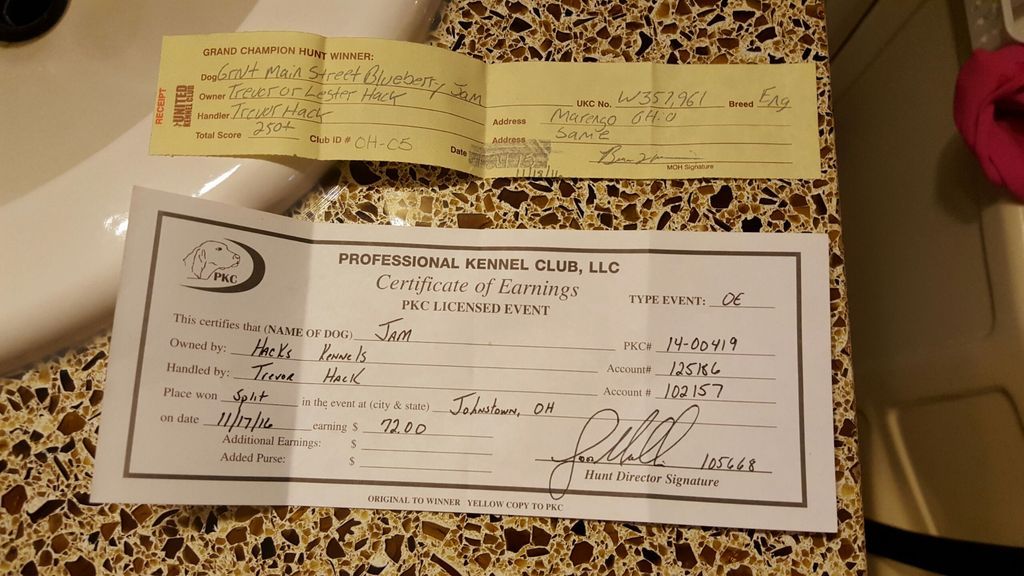 GRAND CHAMPION HUNT WINNER:
RECEIPT
UNITED KENNEL CLUB
Dog Main Street Blueberry Jam
Owner Trevor or Lester Hack
UKC No. W357,961 Breed Eng
Handler Trevor Hack
Address Marengo
Total Score 250+ Club ID # OH-05 Date 11/18/16
Address Same
MOH Signature
PKC
PROFESSIONAL KENNEL CLUB, LLC
Certificate of Earnings
PKC LICENSED EVENT
TYPE EVENT: OE
This certifies that (NAME OF DOG) JAM
PKC# 14-00419
Owned by: HACKS KENNELS
Account# 125186
Handled by: TREVOR HACK
Account # 102157
Place won Split in the event at (city & state) JOHNSTOWN, OH
on date 11/17/16 earning $ 72.00
Additional Earnings: $
Added Purse: $
105668
Hunt Director Signature
ORIGINAL TO WINNER YELLOW COPY TO PKC